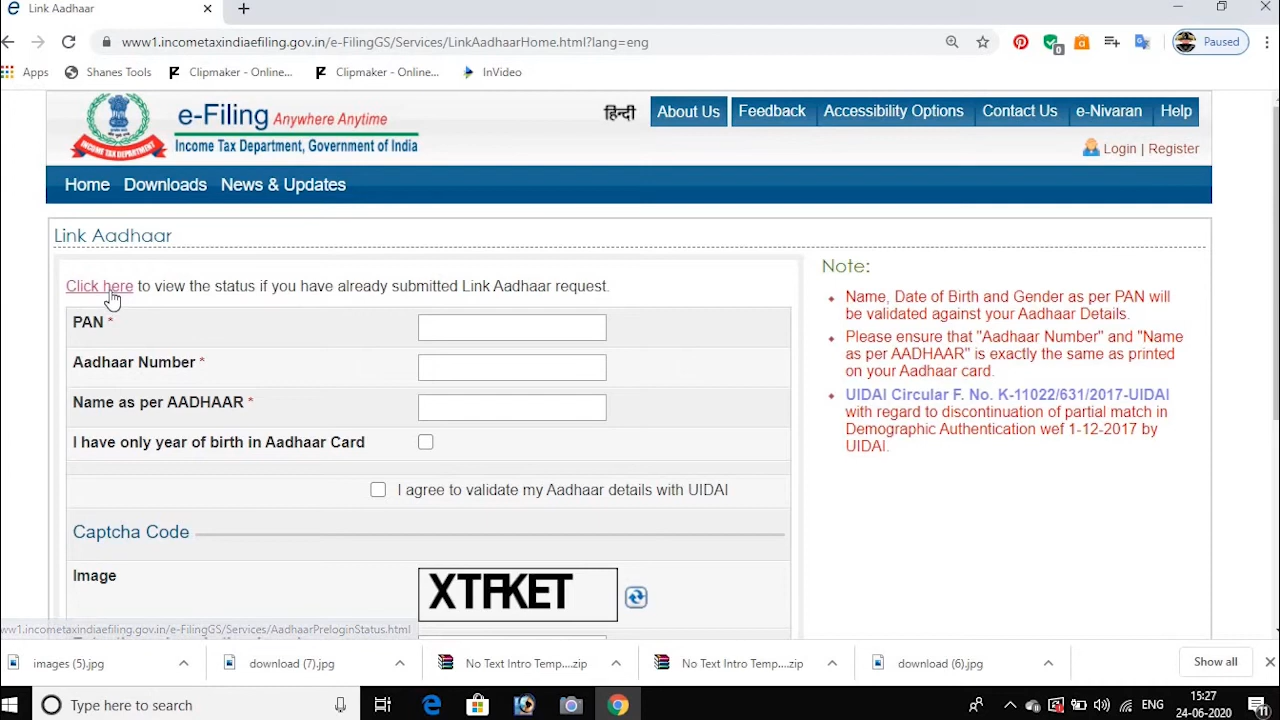 Link Aadhaar
www1.incometaxindiaefiling.gov.in/e-FilingGS/Services/LinkAadhaarHome.html?lang=eng
0
Paused
Apps
Shanes Tools
Clipmaker - Online...
Clipmaker - Online...
InVideo
e-Filing Anywhere Anytime
Income Tax Department, Government of India
INCOME TAX DEPARTMENT
हिन्दी
About Us
Feedback
Accessibility Options
Contact Us
e-Nivaran
Help
Login | Register
Home
Downloads
News & Updates
Link Aadhaar
Click here to view the status if you have already submitted Link Aadhaar request.
PAN *
Aadhaar Number *
Name as per AADHAAR *
I have only year of birth in Aadhaar Card
I agree to validate my Aadhaar details with UIDAI
Captcha Code
Image
XTFKET
Note:
Name, Date of Birth and Gender as per PAN will
be validated against your Aadhaar Details.
Please ensure that "Aadhaar Number" and "Name
as per AADHAAR" is exactly the same as printed
on your Aadhaar card.
UIDAI Circular F. No. K-11022/631/2017-UIDAI
with regard to discontinuation of partial match in
Demographic Authentication wef 1-12-2017 by
UIDAI.
ww1.incometaxindiaefiling.gov.in/e-FilingGS/Services/AadhaarPreloginStatus.html
images (5).jpg
download (7).jpg
No Text Intro Temp....zip
No Text Intro Temp....zip
download (6).jpg
Show all
Type here to search
ENG
15:27
24-06-2020
11